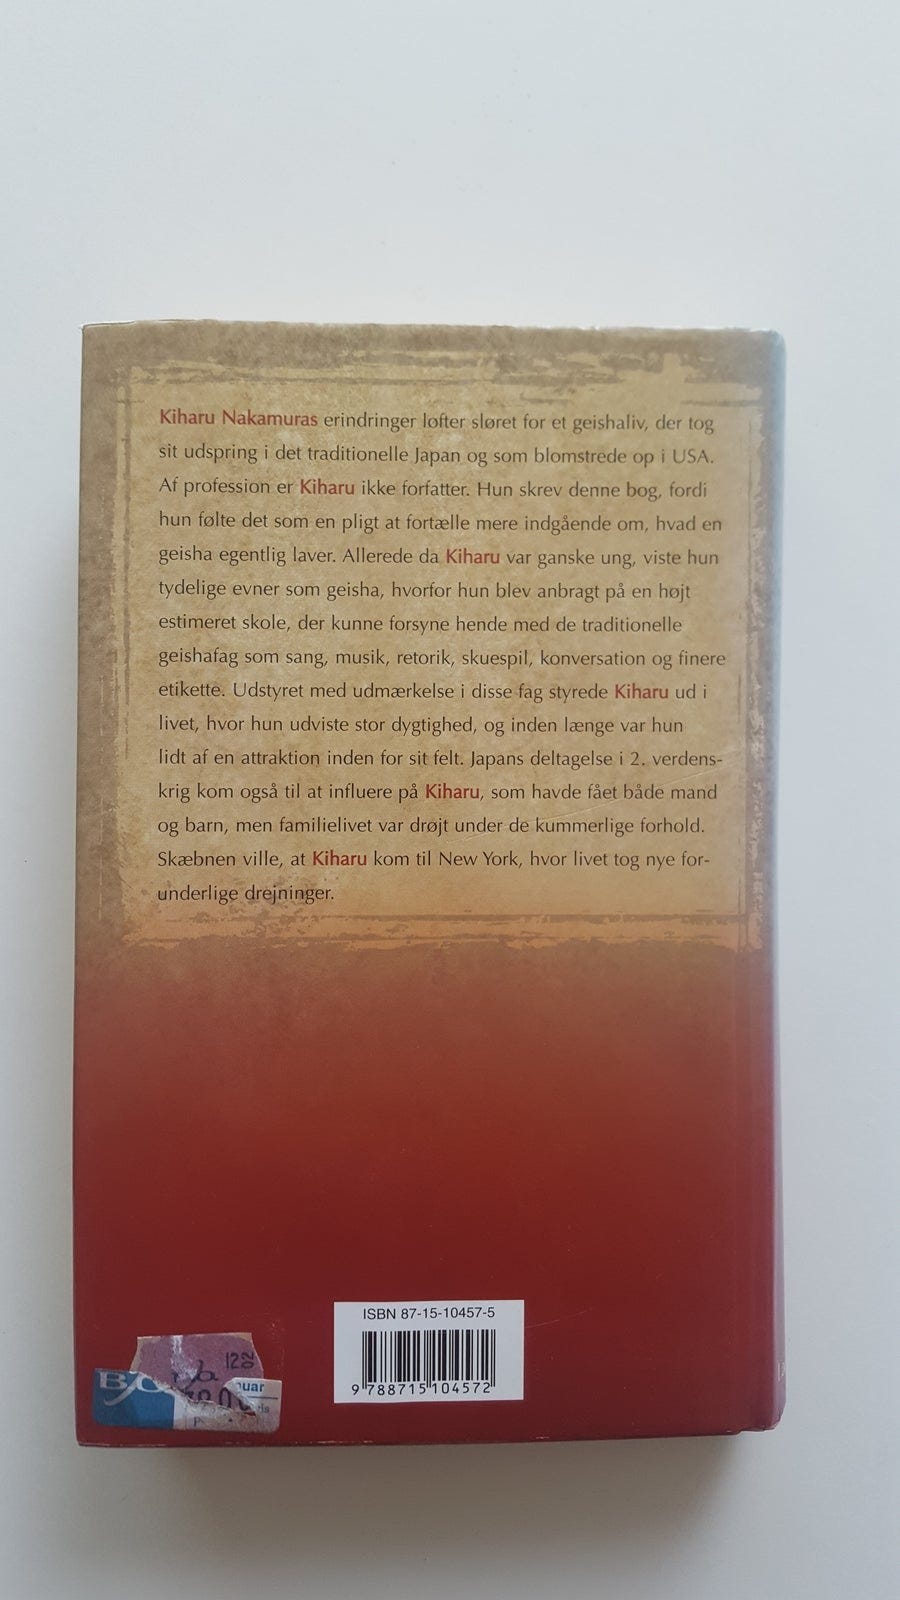 Kiharu Nakamuras erindringer løfter sløret for et geishaliv, der tog
sit udspring i det traditionelle Japan og som blomstrede op i USA.
Af profession er Kiharu ikke forfatter. Hun skrev denne bog, fordi
hun følte det som en pligt at fortælle mere indgående om, hvad en
geisha egentlig laver. Allerede da Kiharu var ganske ung, viste hun
tydelige evner som geisha, hvorfor hun blev anbragt på en højt
estimeret skole, der kunne forsyne hende med de traditionelle
geishafag som sang, musik, retorik, skuespil, konversation og finere
etikette. Udstyret med udmærkelse i disse fag styrede Kiharu ud i
livet, hvor hun udviste stor dygtighed, og inden længe var hun
lidt af en attraktion inden for sit felt. Japans deltagelse i 2. verdens-
krig kom også til at influere på Kiharu, som havde fået både mand
og barn, men familielivet var drøjt under de kummerlige forhold.
Skæbnen ville, at Kiharu kom til New York, hvor livet tog nye for-
underlige drejninger.
ISBN 87-15-10457-5
9 788715 104572